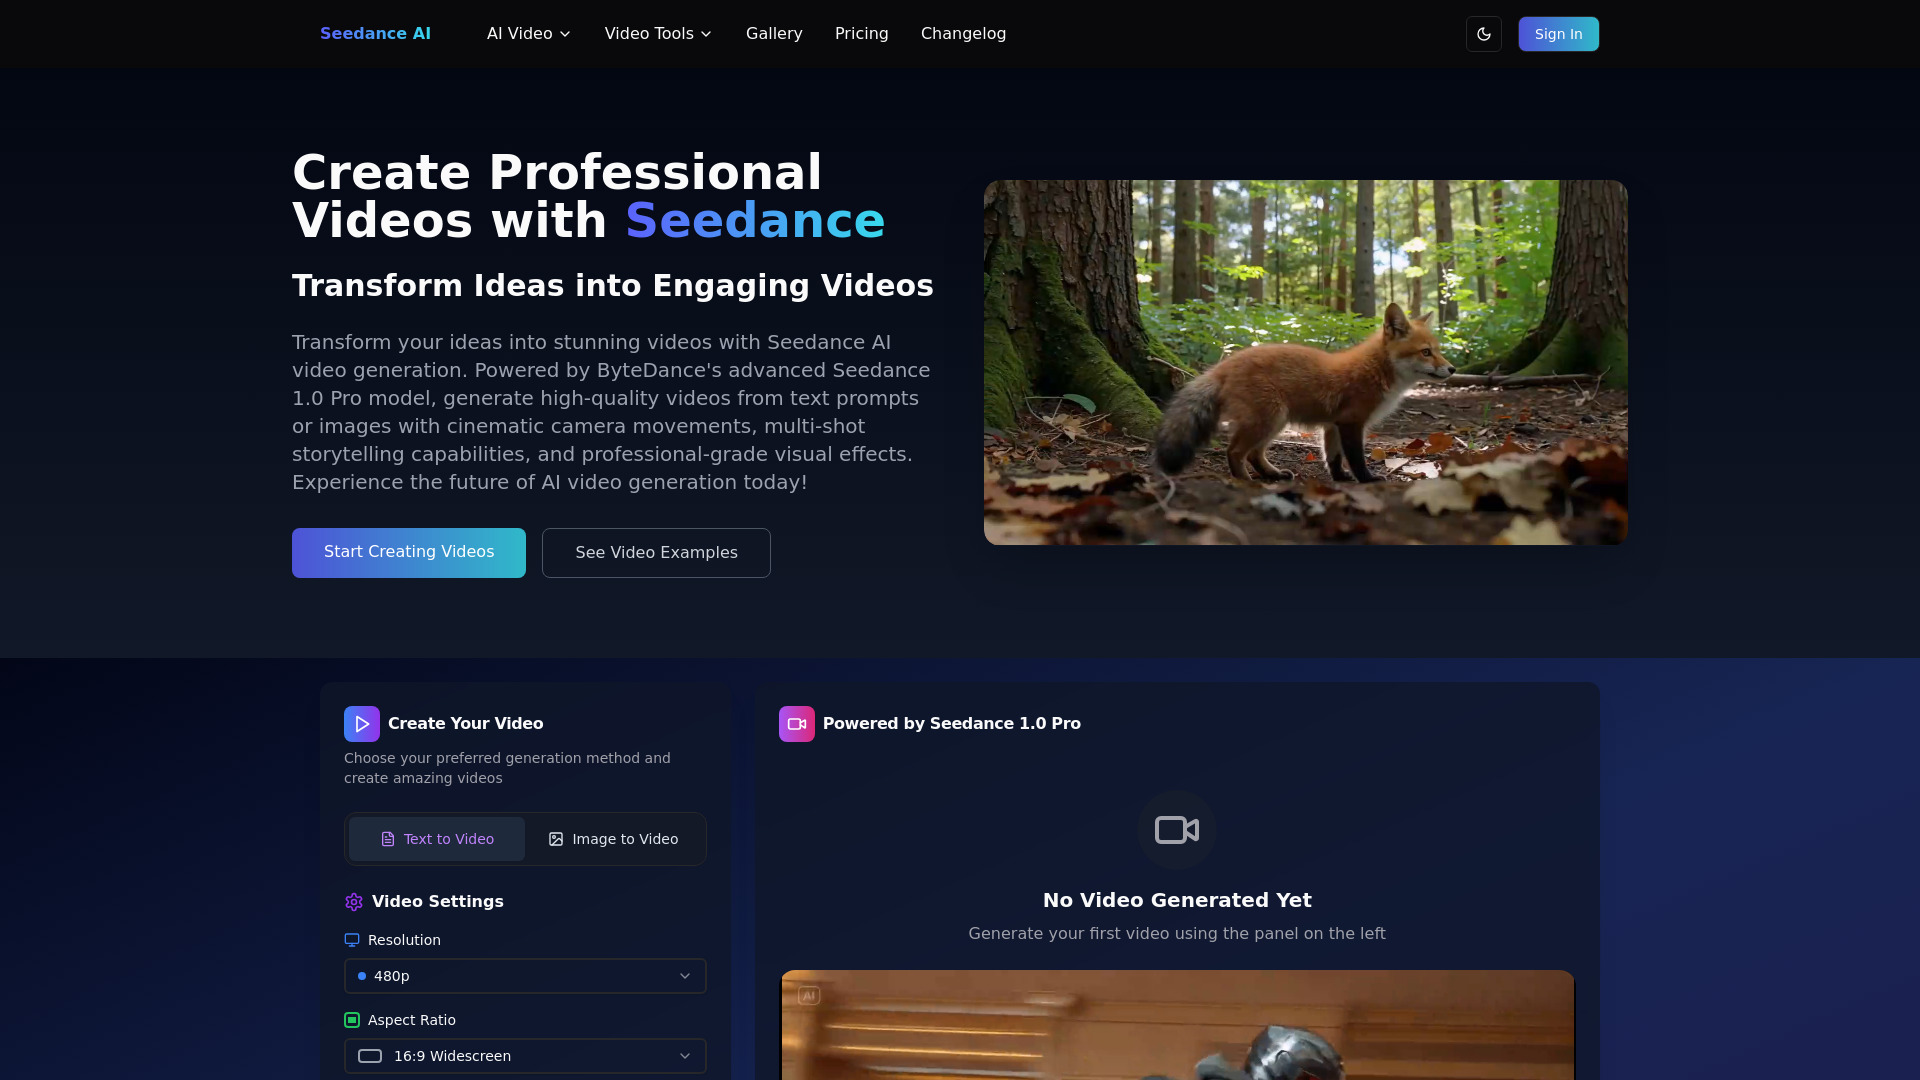 Seedance AI
AI Video
Video Tools
Gallery
Pricing
Changelog
Sign In
Create Professional
Videos with Seedance
Transform Ideas into Engaging Videos
Transform your ideas into stunning videos with Seedance AI
video generation. Powered by ByteDance's advanced Seedance
1.0 Pro model, generate high-quality videos from text prompts
or images with cinematic camera movements, multi-shot
storytelling capabilities, and professional-grade visual effects.
Experience the future of AI video generation today!
Start Creating Videos
See Video Examples
Create Your Video
Choose your preferred generation method and
create amazing videos
Text to Video
Image to Video
Video Settings
Resolution
480p
Aspect Ratio
16:9 Widescreen
Powered by Seedance 1.0 Pro
No Video Generated Yet
Generate your first video using the panel on the left
AI